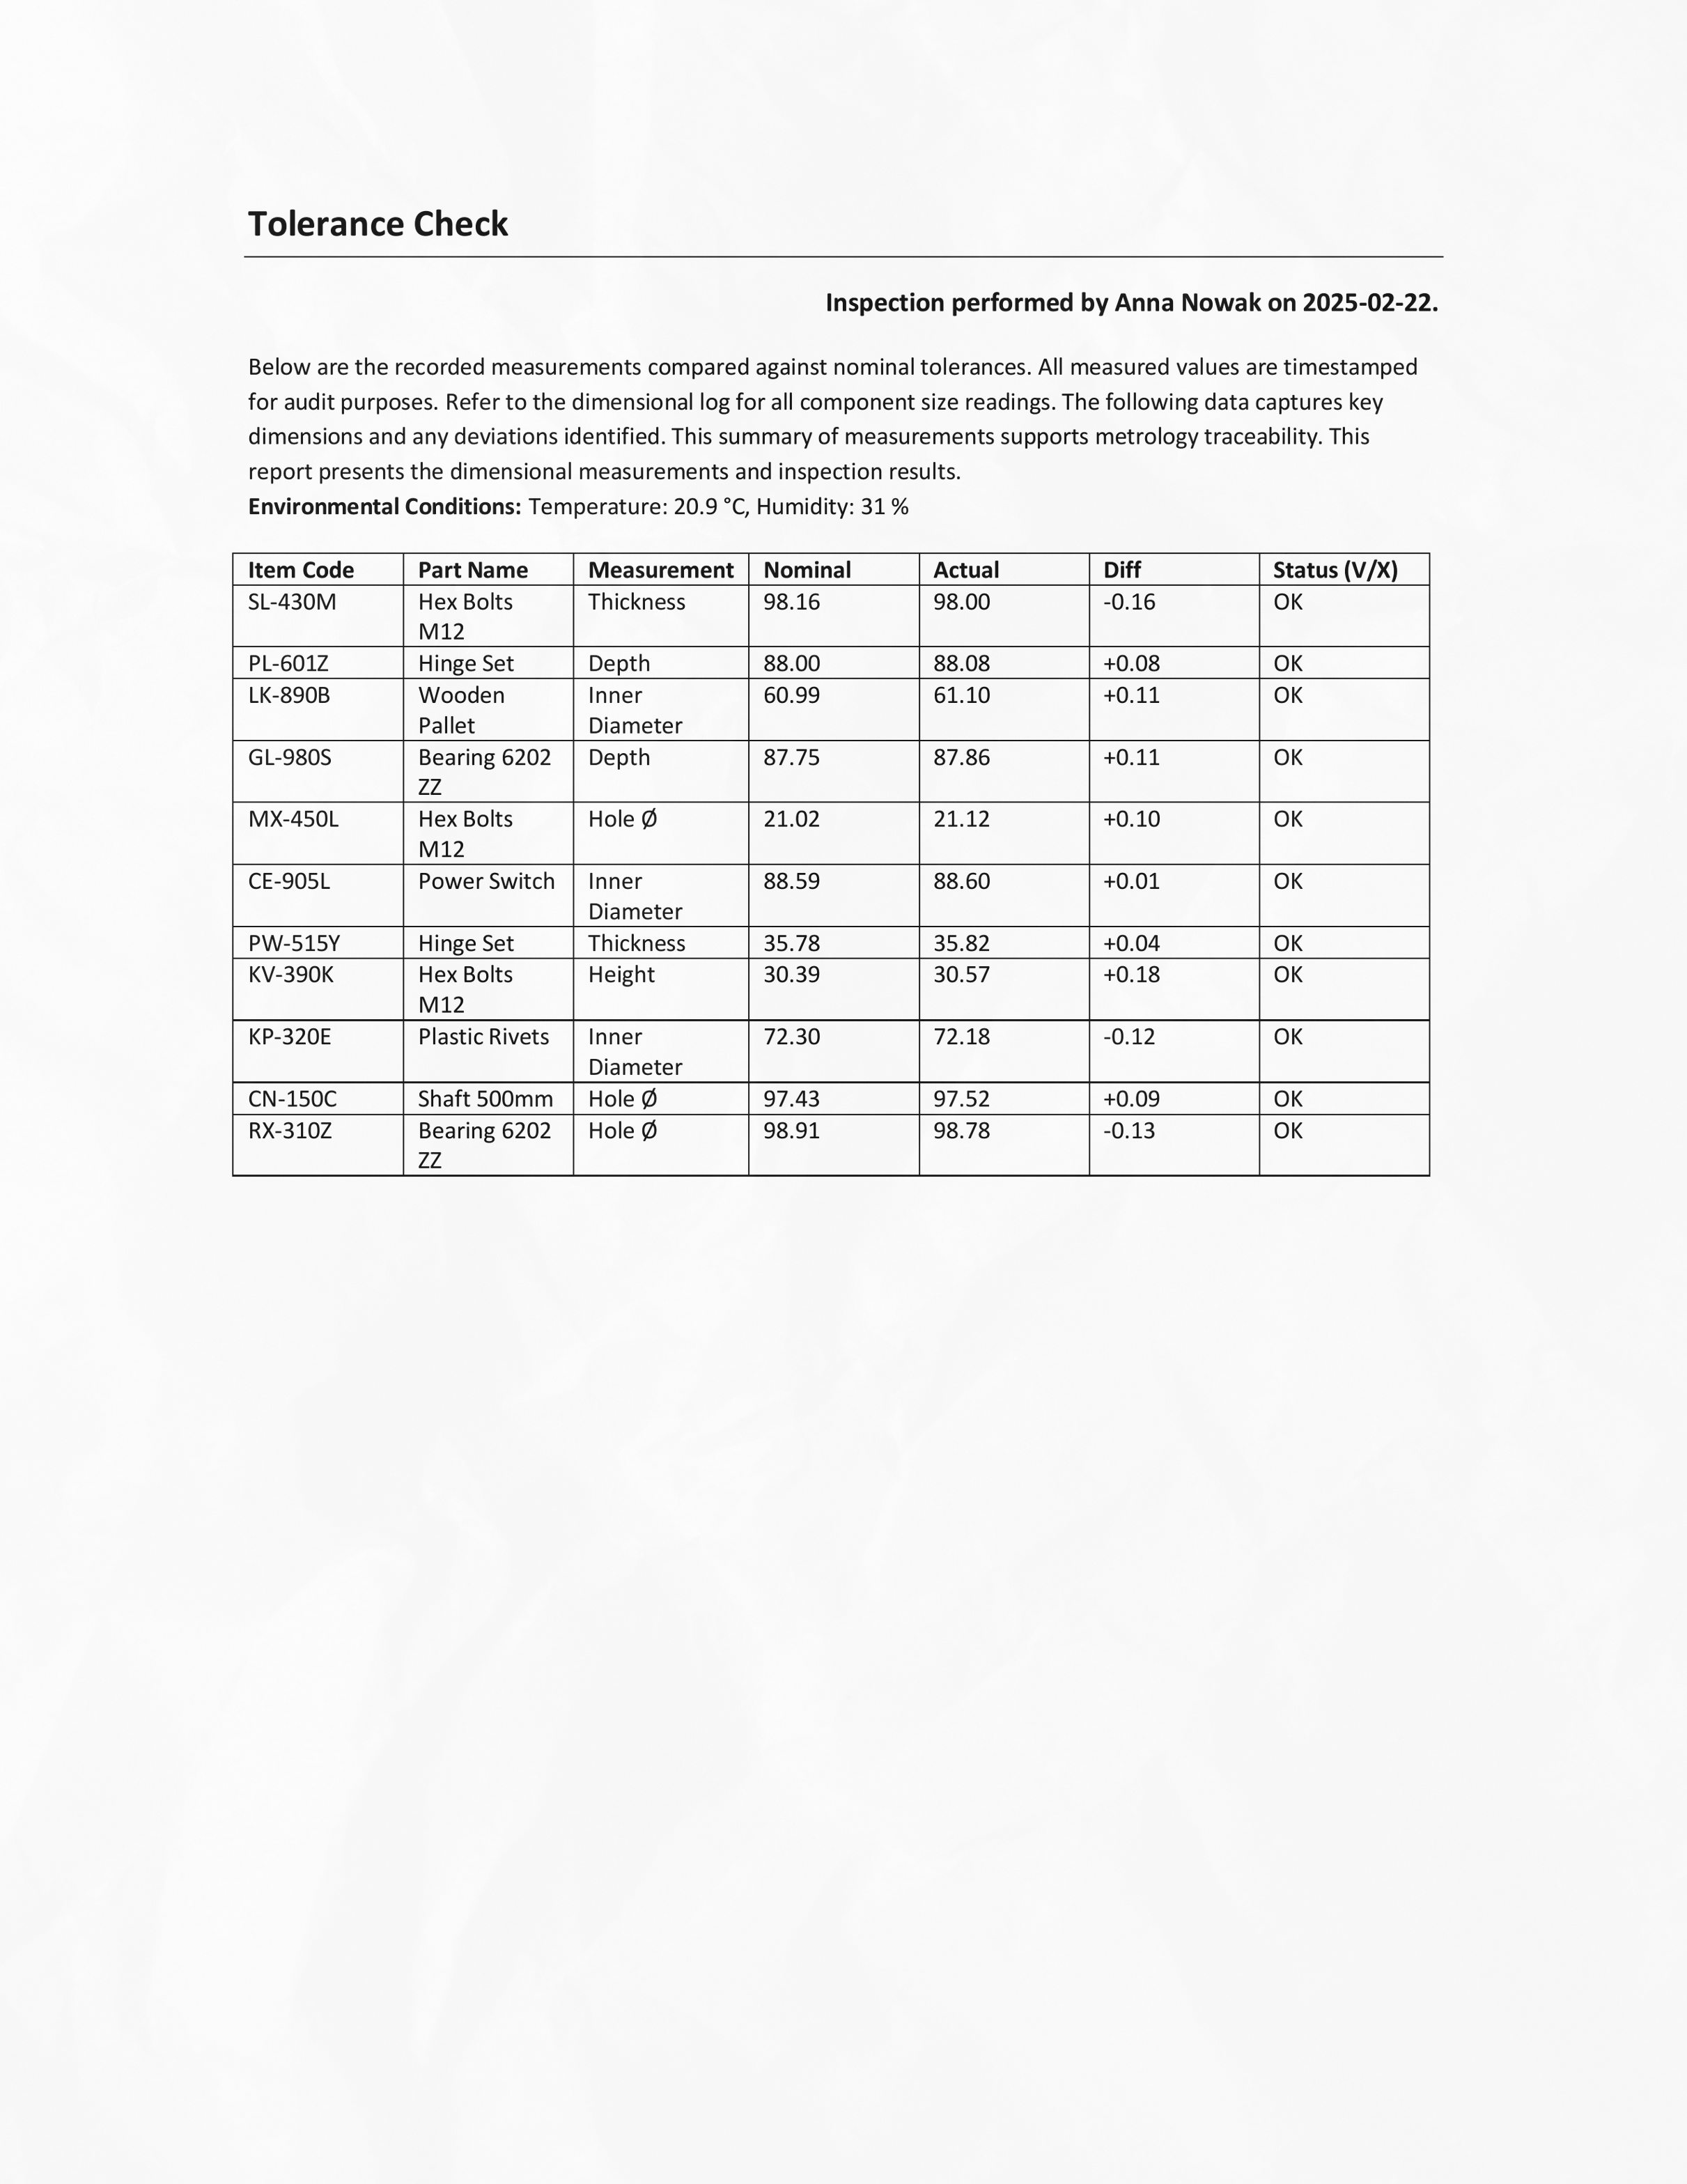 Tolerance Check
Inspection performed by Anna Nowak on 2025-02-22.
Below are the recorded measurements compared against nominal tolerances. All measured values are timestamped
for audit purposes. Refer to the dimensional log for all component size readings. The following data captures key
dimensions and any deviations identified. This summary of measurements supports metrology traceability. This
report presents the dimensional measurements and inspection results.
Environmental Conditions: Temperature: 20.9 °C, Humidity: 31 %
Item Code Part Name Measurement Nominal Actual Diff Status (V/X)
SL-430M Hex Bolts Thickness 98.16 98.00 -0.16 OK
M12
PL-601Z Hinge Set Depth 88.00 88.08 +0.08 OK
LK-890B Wooden Inner 60.99 61.10 +0.11 OK
Pallet Diameter
GL-980S Bearing 6202 Depth 87.75 87.86 +0.11 OK
ZZ
MX-450L Hex Bolts Hole Ø 21.02 21.12 +0.10 OK
M12
CE-905L Power Switch Inner 88.59 88.60 +0.01 OK
Diameter
PW-515Y Hinge Set Thickness 35.78 35.82 +0.04 OK
KV-390K Hex Bolts Height 30.39 30.57 +0.18 OK
M12
KP-320E Plastic Rivets Inner 72.30 72.18 -0.12 OK
Diameter
CN-150C Shaft 500mm Hole Ø 97.43 97.52 +0.09 OK
RX-310Z Bearing 6202 Hole Ø 98.91 98.78 -0.13 OK
ZZ